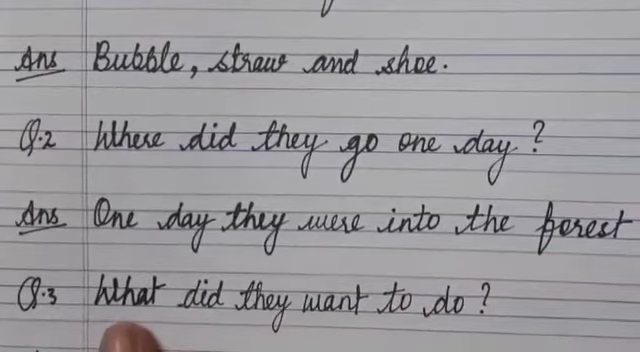 Ans Bubble, straw and shoe.
Q.2 Where did they go one day?
Ans One day they were into the forest
Q.3 What did they want to do?